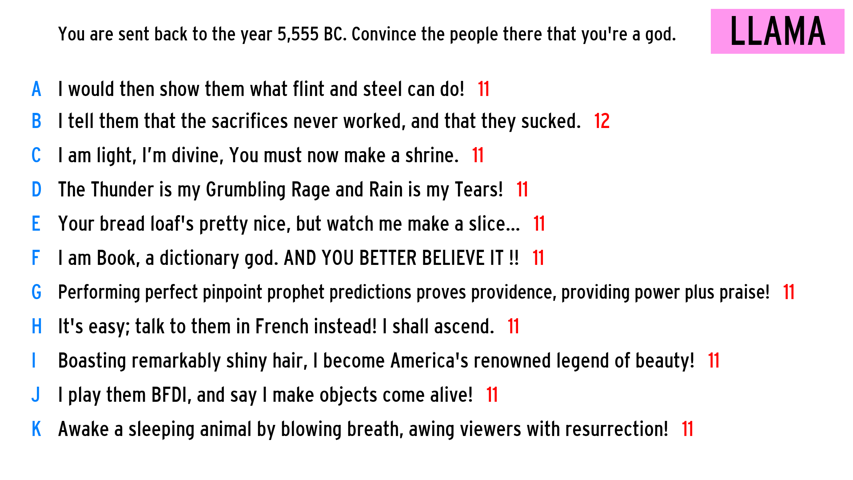 You are sent back to the year 5,555 BC. Convince the people there that you're a god.
LLAMA
A I would then show them what flint and steel can do! 11
B I tell them that the sacrifices never worked, and that they sucked. 12
C I am light, I'm divine, You must now make a shrine. 11
D The Thunder is my Grumbling Rage and Rain is my Tears! 11
E Your bread loaf's pretty nice, but watch me make a slice... 11
F I am Book, a dictionary god. AND YOU BETTER BELIEVE IT !! 11
G Performing perfect pinpoint prophet predictions proves providence, providing power plus praise! 11
H It's easy; talk to them in French instead! I shall ascend. 11
I Boasting remarkably shiny hair, I become America's renowned legend of beauty! 11
J I play them BFDI, and say I make objects come alive! 11
K Awake a sleeping animal by blowing breath, awing viewers with resurrection! 11